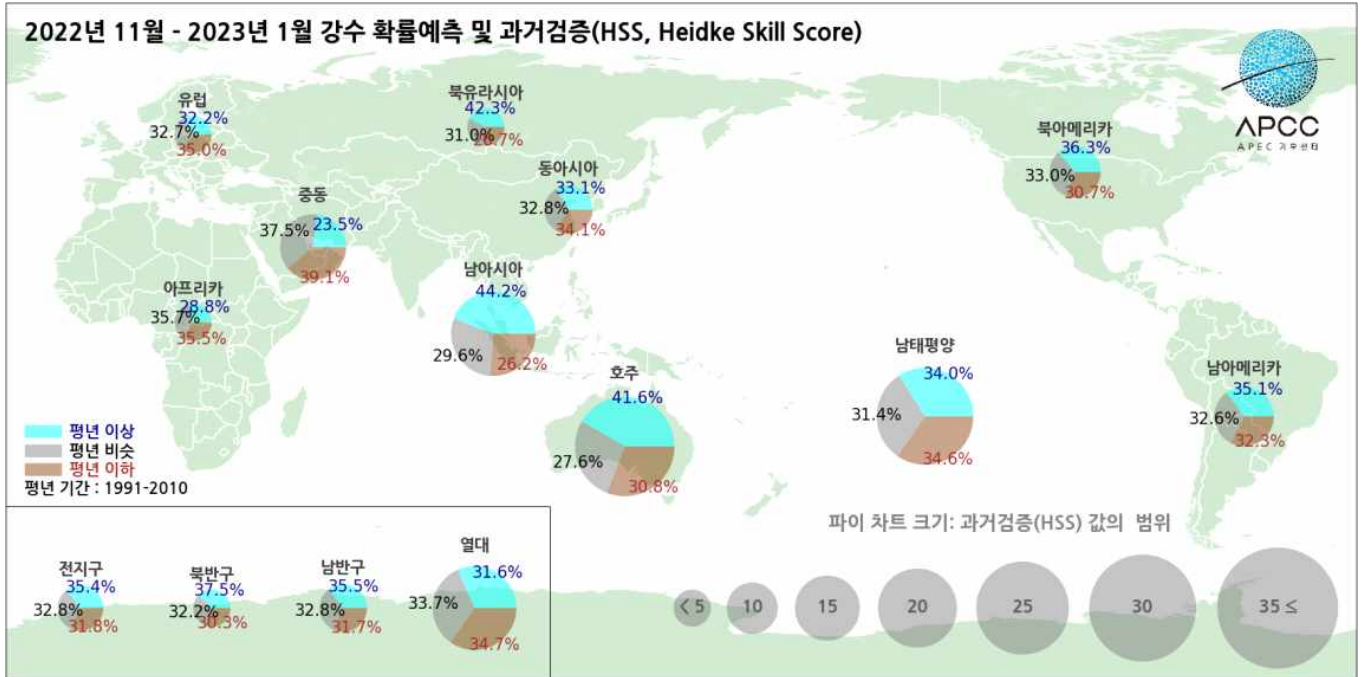 2022년 11월 - 2023년 1월 강수 확률예측 및 과거검증(HSS, Heidke Skill Score)
APCC
APEC 기후센터
유럽
32.2%
32.7%
35.0%
북유라시아
42.3%
31.0%
26.7%
북아메리카
36.3%
33.0%
30.7%
동아시아
33.1%
32.8%
34.1%
중동
23.5%
37.5%
39.1%
남아시아
44.2%
29.6%
26.2%
아프리카
28.8%
35.7%
35.5%
호주
41.6%
27.6%
30.8%
남태평양
34.0%
31.4%
34.6%
남아메리카
35.1%
32.6%
32.3%
평년 이상
평년 비슷
평년 이하
평년 기간 : 1991-2010
전지구
35.4%
32.8%
31.8%
북반구
37.5%
32.2%
30.3%
남반구
35.5%
32.8%
31.7%
열대
31.6%
33.7%
34.7%
파이 차트 크기: 과거검증(HSS) 값의 범위
< 5 10 15 20 25 30 35 ≤